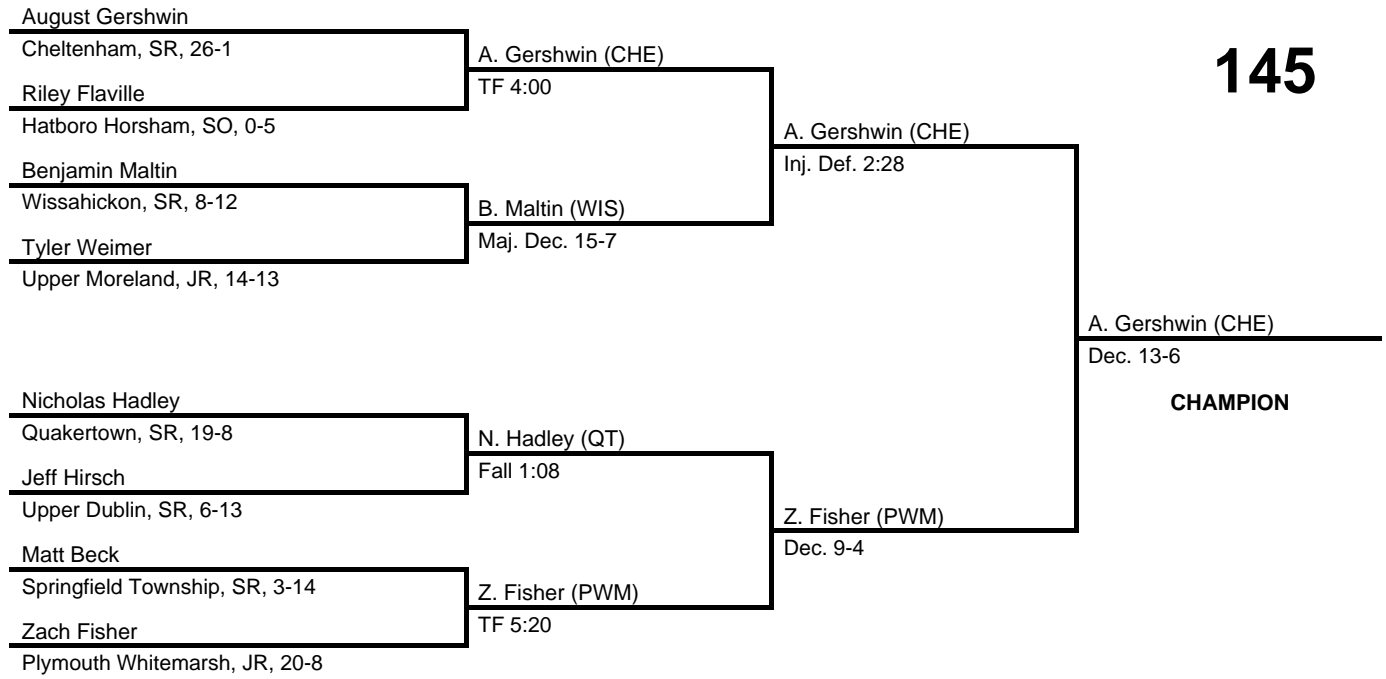 145
August Gershwin
Cheltenham, SR, 26-1
Riley Flaville
Hatboro Horsham, SO, 0-5
Benjamin Maltin
Wissahickon, SR, 8-12
Tyler Weimer
Upper Moreland, JR, 14-13
Nicholas Hadley
Quakertown, SR, 19-8
Jeff Hirsch
Upper Dublin, SR, 6-13
Matt Beck
Springfield Township, SR, 3-14
Zach Fisher
Plymouth Whitemarsh, JR, 20-8
A. Gershwin (CHE)
TF 4:00
B. Maltin (WIS)
Maj. Dec. 15-7
N. Hadley (QT)
Fall 1:08
Z. Fisher (PWM)
TF 5:20
A. Gershwin (CHE)
Inj. Def. 2:28
Z. Fisher (PWM)
Dec. 9-4
A. Gershwin (CHE)
Dec. 13-6
CHAMPION